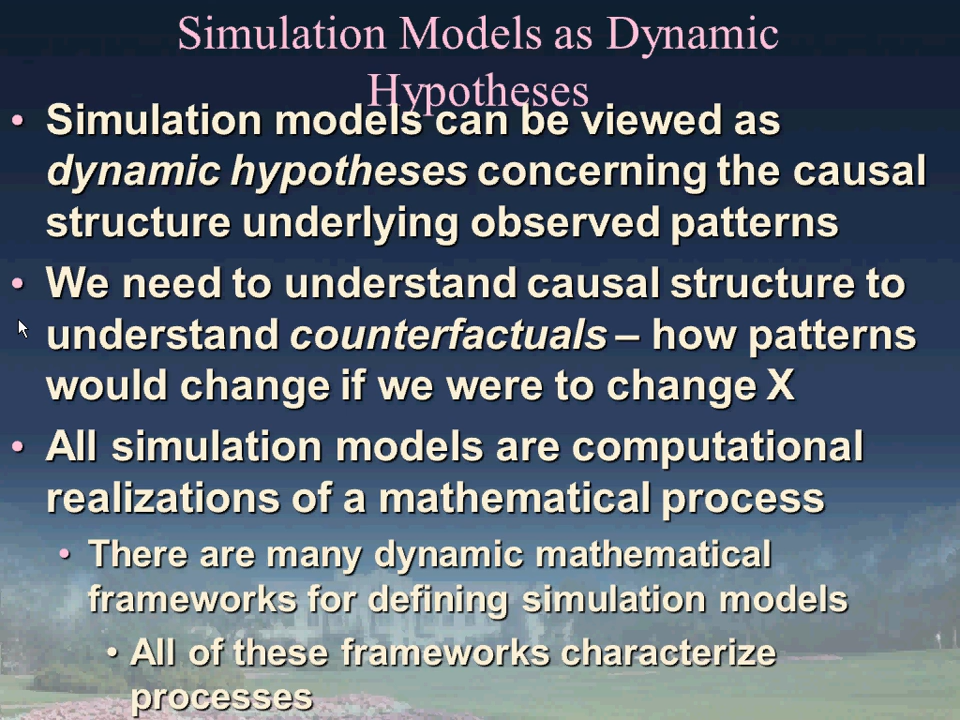 Simulation Models as Dynamic
Hypotheses
• Simulation models can be viewed as
dynamic hypotheses concerning the causal
structure underlying observed patterns
• We need to understand causal structure to
understand counterfactuals – how patterns
would change if we were to change X
• All simulation models are computational
realizations of a mathematical process
• There are many dynamic mathematical
frameworks for defining simulation models
• All of these frameworks characterize
processes